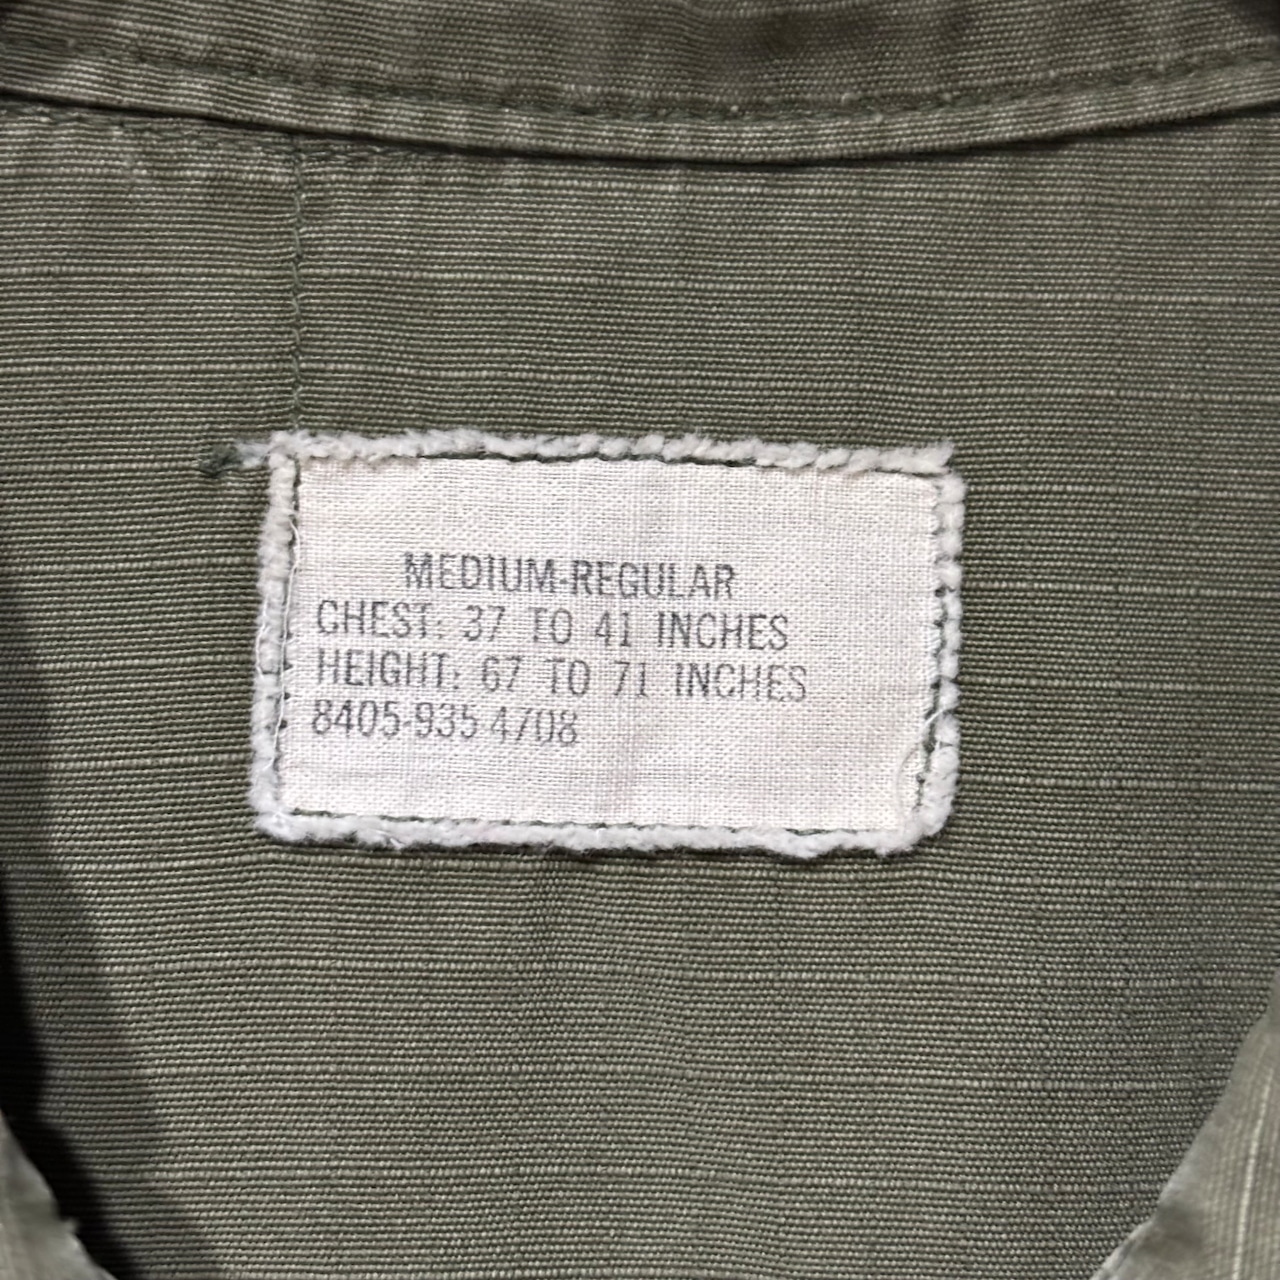 MEDIUM-REGULAR
CHEST: 37 TO 41 INCHES
HEIGHT: 67 TO 71 INCHES
8405-935-4708